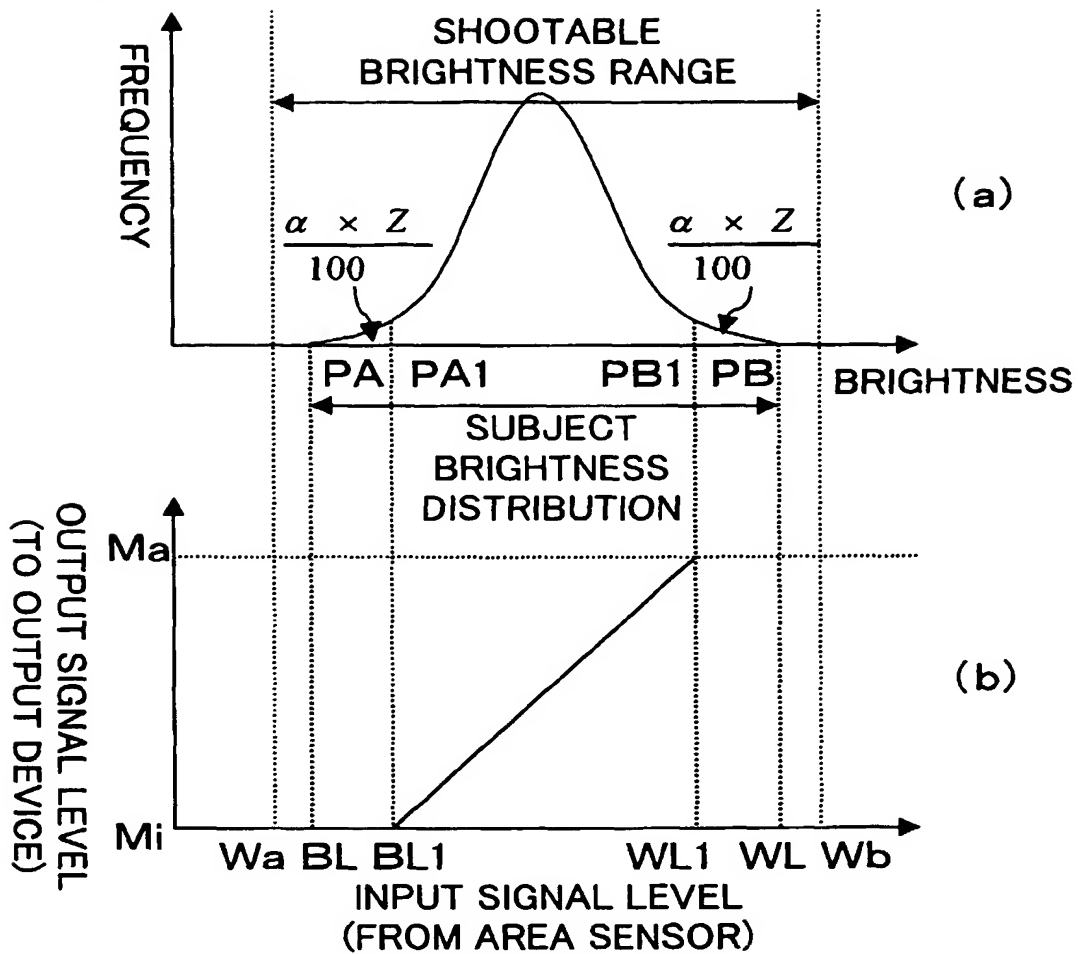 SHOOTABLE
BRIGHTNESS RANGE
FREQUENCY
(a)
α × Z
100
α × Z
100
PA PA1 PB1 PB
BRIGHTNESS
SUBJECT
BRIGHTNESS
DISTRIBUTION
OUTPUT SIGNAL LEVEL
(TO OUTPUT DEVICE)
Ma
(b)
Mi
Wa BL BL1 WL1 WL Wb
INPUT SIGNAL LEVEL
(FROM AREA SENSOR)